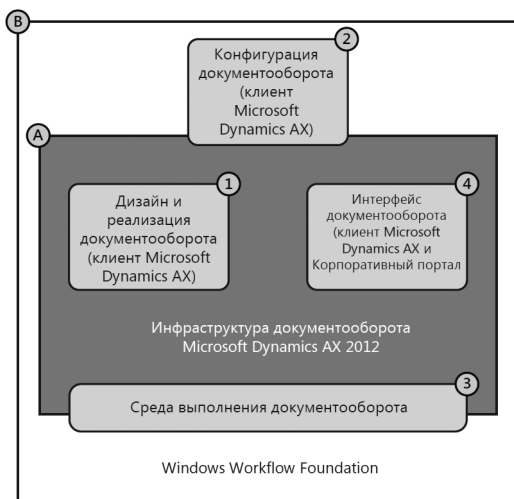 B
2
Конфигурация
документооборота
(клиент
Microsoft
Dynamics AX)
A
1
Дизайн и
реализация
документооборота
(клиент Microsoft
Dynamics AX)
4
Интерфейс
документооборота
(клиент Microsoft
Dynamics AX и
Корпоративный портал
Инфраструктура документооборота
Microsoft Dynamics AX 2012
3
Среда выполнения документооборота
Windows Workflow Foundation